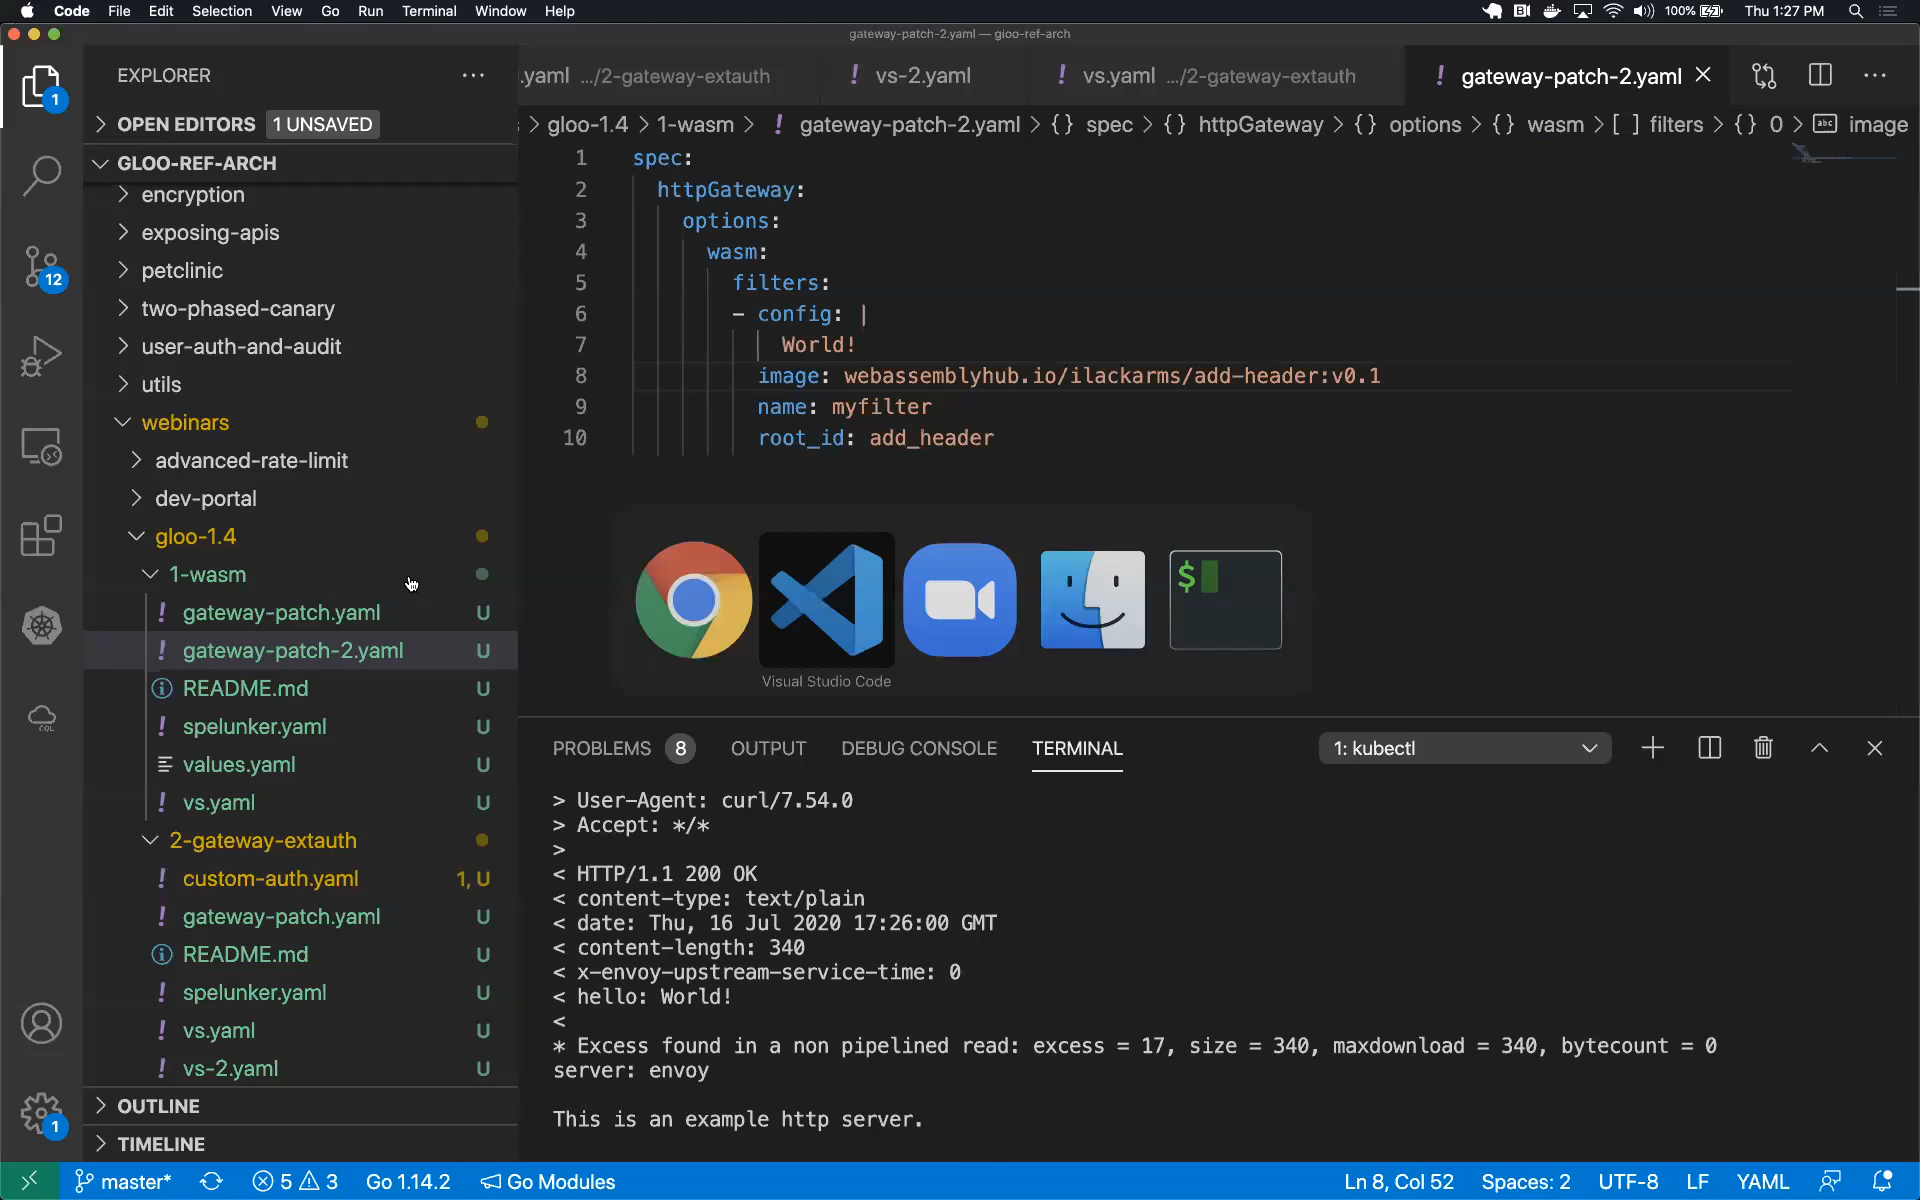 Code File Edit Selection View Go Run Terminal Window Help 100% Thu 1:27 PM
gateway-patch-2.yaml — gloo-ref-arch
EXPLORER
.yaml .../2-gateway-extauth ! vs-2.yaml ! vs.yaml .../2-gateway-extauth ! gateway-patch-2.yaml
1
OPEN EDITORS 1 UNSAVED
gloo-1.4 > 1-wasm > ! gateway-patch-2.yaml > {} spec > {} httpGateway > {} options > {} wasm > [ ] filters > {} 0 > abc image
GLOO-REF-ARCH
encryption
exposing-apis
petclinic
two-phased-canary
user-auth-and-audit
utils
webinars
advanced-rate-limit
dev-portal
gloo-1.4
1-wasm
! gateway-patch.yaml U
! gateway-patch-2.yaml U
README.md U
! spelunker.yaml U
values.yaml U
! vs.yaml U
2-gateway-extauth
! custom-auth.yaml 1, U
! gateway-patch.yaml U
README.md U
! spelunker.yaml U
! vs.yaml U
! vs-2.yaml U
OUTLINE
TIMELINE
12
CQL
1
1 spec:
2 httpGateway:
3 options:
4 wasm:
5 filters:
6 - config: |
7 World!
8 image: webassemblyhub.io/ilackarms/add-header:v0.1
9 name: myfilter
10 root_id: add_header
$
Visual Studio Code
PROBLEMS 8 OUTPUT DEBUG CONSOLE TERMINAL 1: kubectl
> User-Agent: curl/7.54.0
> Accept: */*
>
< HTTP/1.1 200 OK
< content-type: text/plain
< date: Thu, 16 Jul 2020 17:26:00 GMT
< content-length: 340
< x-envoy-upstream-service-time: 0
< hello: World!
<
* Excess found in a non pipelined read: excess = 17, size = 340, maxdownload = 340, bytecount = 0
server: envoy
This is an example http server.
master* 5 3 Go 1.14.2 Go Modules Ln 8, Col 52 Spaces: 2 UTF-8 LF YAML